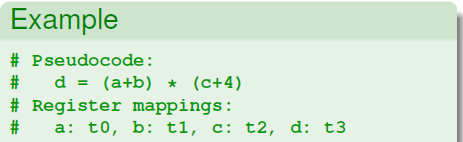 Example
# Pseudocode:
#   d = (a+b) * (c+4)
# Register mappings:
#   a: t0, b: t1, c: t2, d: t3